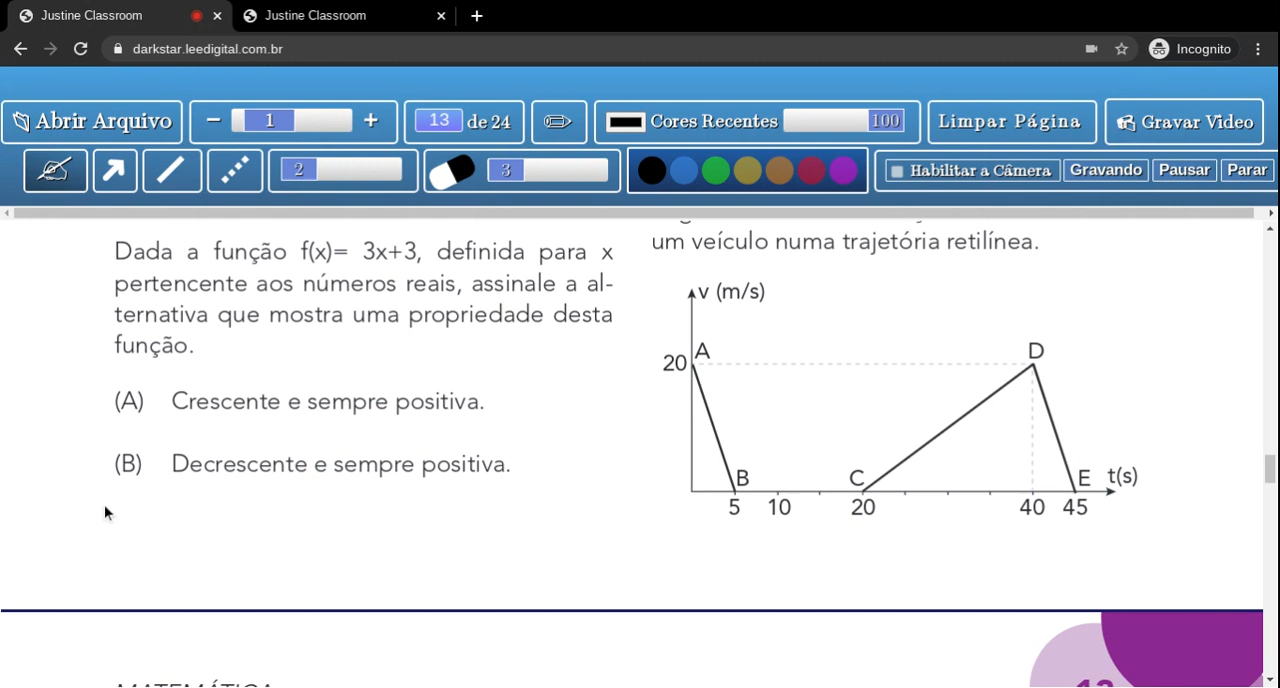 Justine Classroom
Justine Classroom
darkstar.leedigital.com.br
Incognito
Abrir Arquivo
− 1 +
13 de 24
Cores Recentes 100
Limpar Página
Gravar Video
2
3
Habilitar a Câmera
Gravando
Pausar
Parar
Dada a função f(x)= 3x+3, definida para x
pertencente aos números reais, assinale a al-
ternativa que mostra uma propriedade desta
função.
(A) Crescente e sempre positiva.
(B) Decrescente e sempre positiva.
um veículo numa trajetória retilínea.
v (m/s)
20 A D
B C E t(s)
5 10 20 40 45
MATEMÁTICA